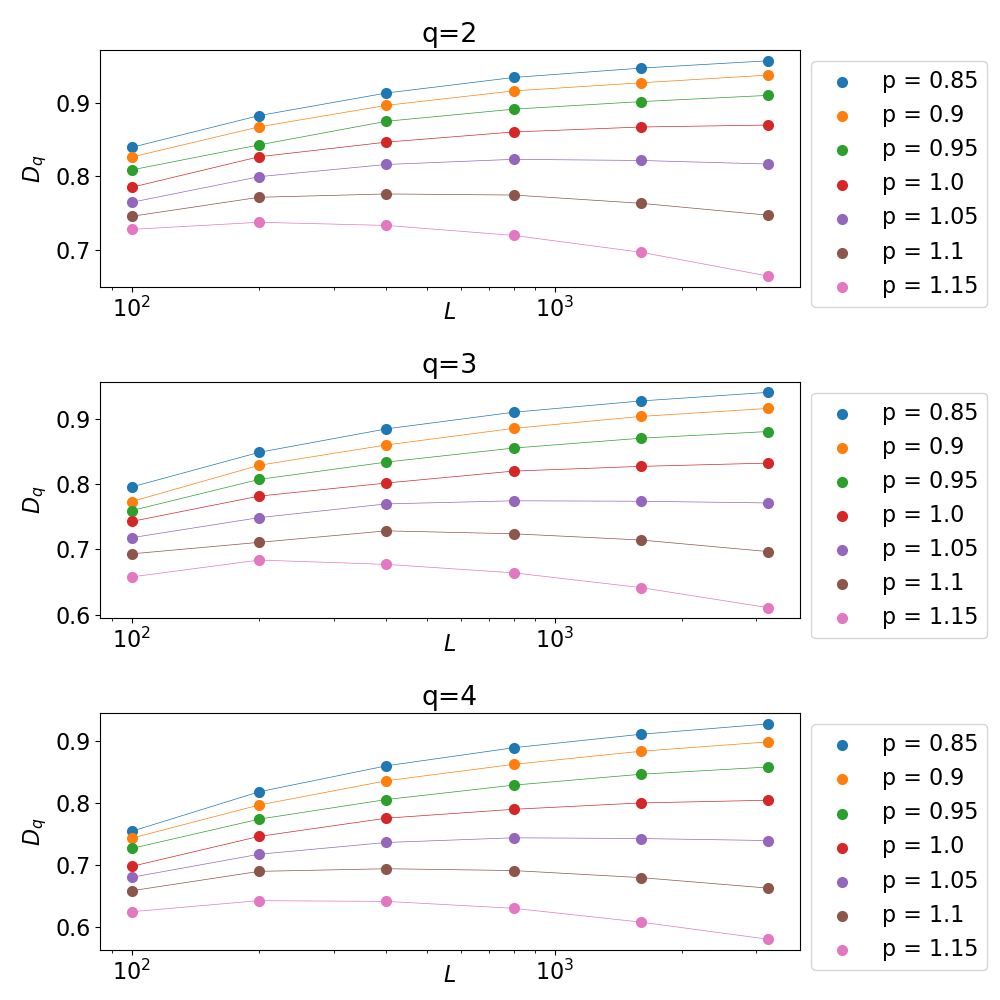 q=2
0.9
0.8
0.7
D_q
10^2
10^3
L
p = 0.85
p = 0.9
p = 0.95
p = 1.0
p = 1.05
p = 1.1
p = 1.15
q=3
0.9
0.8
0.7
0.6
D_q
10^2
10^3
L
p = 0.85
p = 0.9
p = 0.95
p = 1.0
p = 1.05
p = 1.1
p = 1.15
q=4
0.9
0.8
0.7
0.6
D_q
10^2
10^3
L
p = 0.85
p = 0.9
p = 0.95
p = 1.0
p = 1.05
p = 1.1
p = 1.15